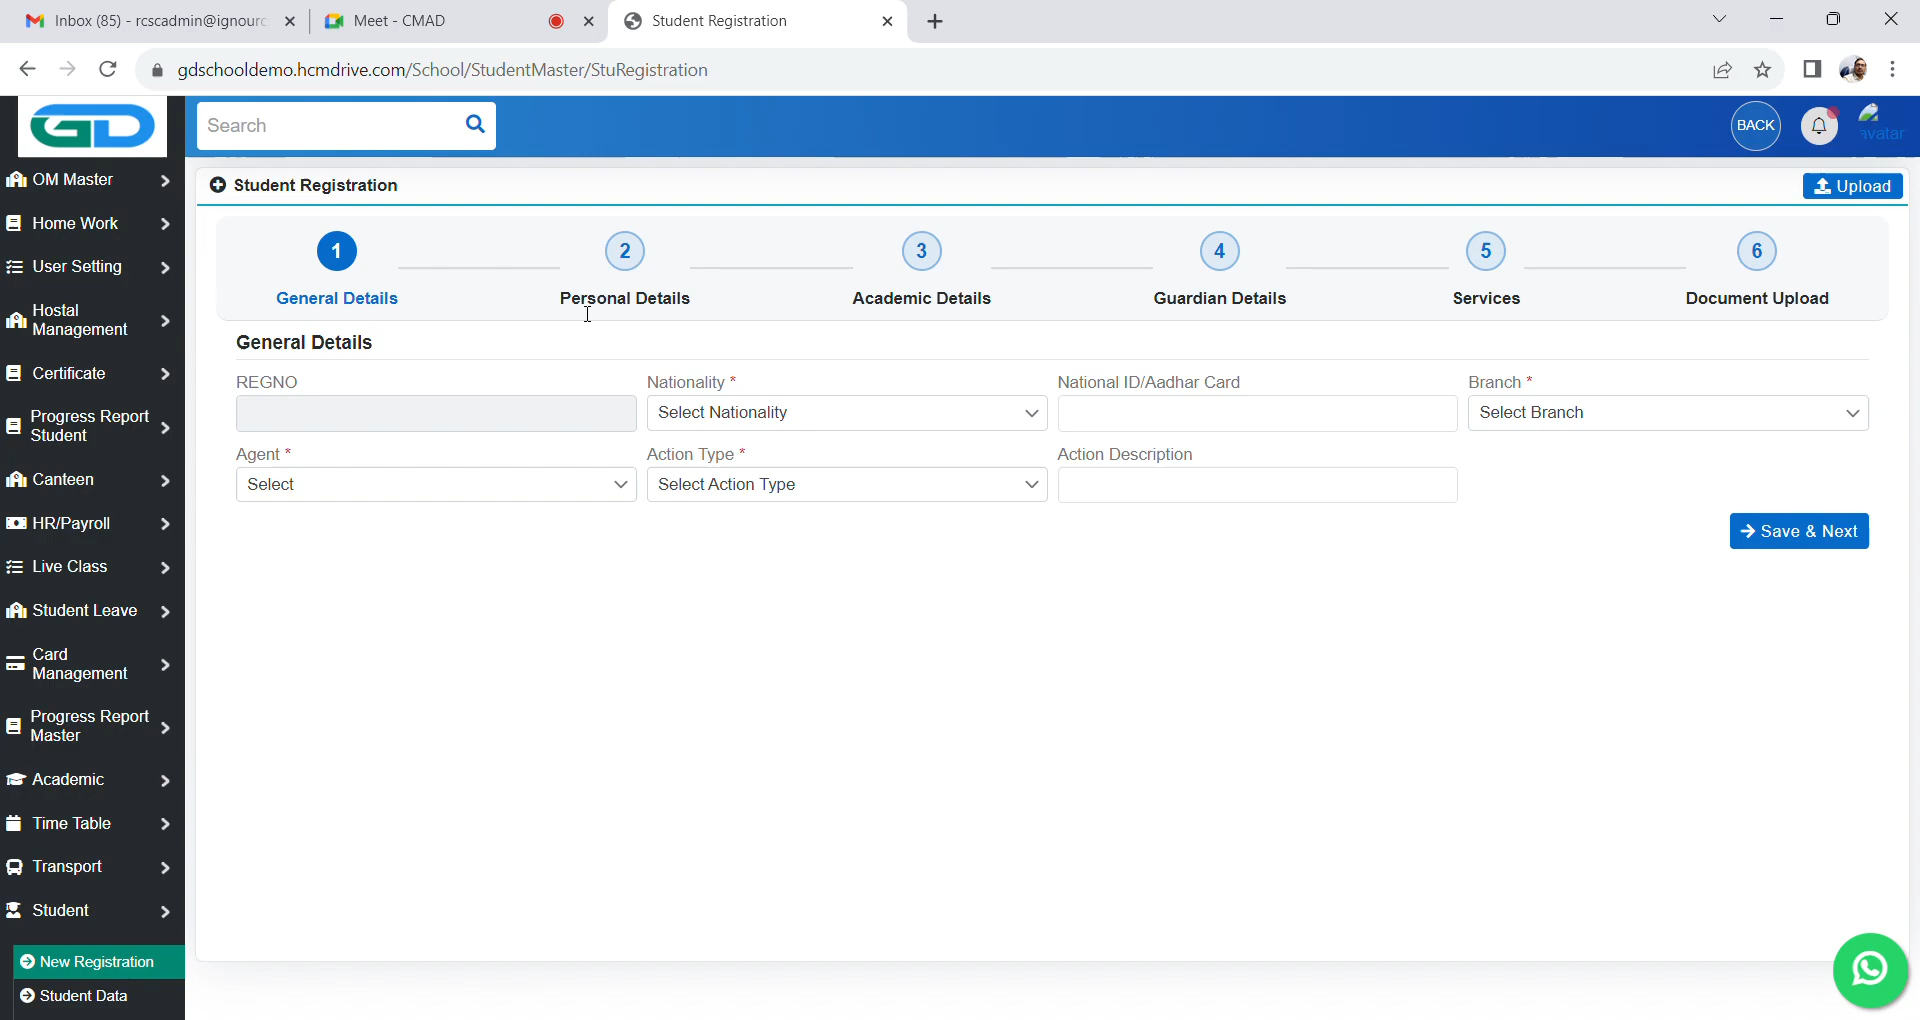 Inbox (85) - rcscadmin@ignourc
Meet - CMAD
Student Registration
gdschooldemo.hcmdrive.com/School/StudentMaster/StuRegistration
GD
Search
BACK
avatar
OM Master
Home Work
User Setting
Hostal
Management
Certificate
Progress Report
Student
Canteen
HR/Payroll
Live Class
Student Leave
Card
Management
Progress Report
Master
Academic
Time Table
Transport
Student
New Registration
Student Data
Student Registration
Upload
1 2 3 4 5 6
General Details Personal Details Academic Details Guardian Details Services Document Upload
General Details
REGNO Nationality * National ID/Aadhar Card Branch *
Select Nationality Select Branch
Agent * Action Type * Action Description
Select Select Action Type
Save & Next